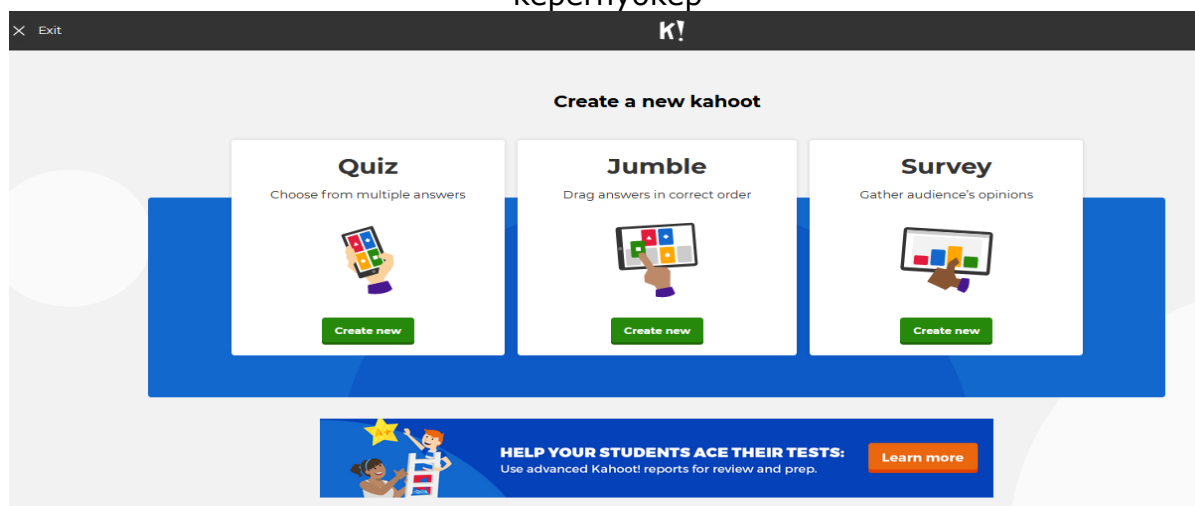 képernyőkép
Exit
K!
Create a new kahoot
Quiz
Choose from multiple answers
Create new
Jumble
Drag answers in correct order
Create new
Survey
Gather audience's opinions
Create new
HELP YOUR STUDENTS ACE THEIR TESTS:
Use advanced Kahoot! reports for review and prep.
Learn more
A+